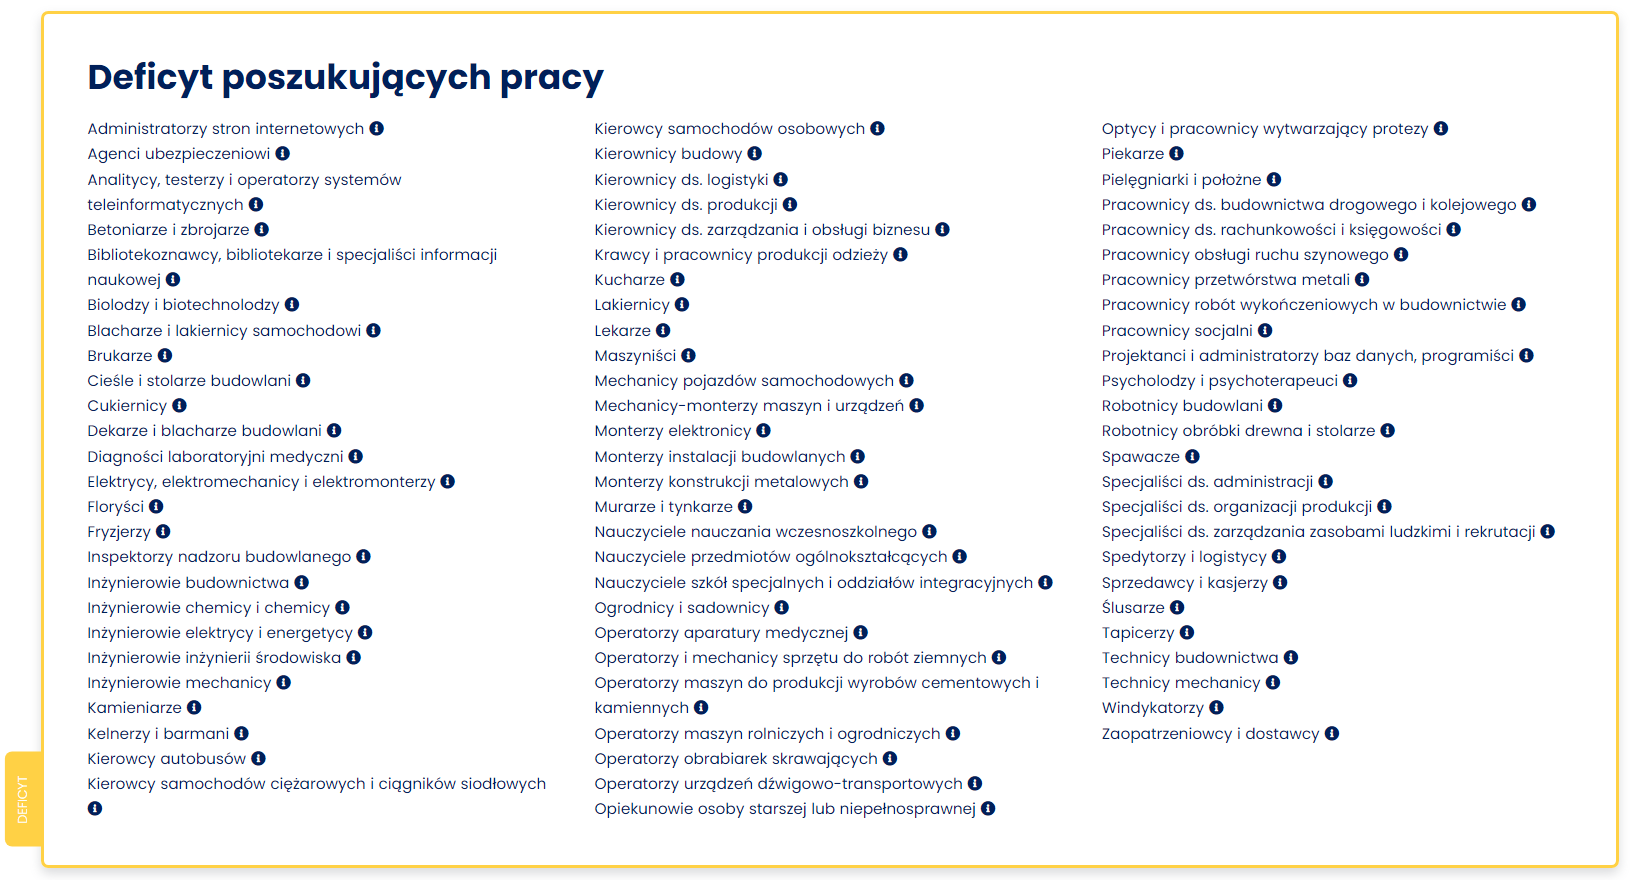 Deficyt poszukujących pracy
Administratorzy stron internetowych
Agenci ubezpieczeniowi
Analitycy, testerzy i operatorzy systemów
teleinformatycznych
Betoniarze i zbrojarze
Bibliotekoznawcy, bibliotekarze i specjaliści informacji
naukowej
Biolodzy i biotechnolodzy
Blacharze i lakiernicy samochodowi
Brukarze
Cieśle i stolarze budowlani
Cukiernicy
Dekarze i blacharze budowlani
Diagności laboratoryjni medyczni
Elektrycy, elektromechanicy i elektromonterzy
Floryści
Fryzjerzy
Inspektorzy nadzoru budowlanego
Inżynierowie budownictwa
Inżynierowie chemicy i chemicy
Inżynierowie elektrycy i energetycy
Inżynierowie inżynierii środowiska
Inżynierowie mechanicy
Kamieniarze
Kelnerzy i barmani
Kierowcy autobusów
Kierowcy samochodów ciężarowych i ciągników siodłowych
Kierowcy samochodów osobowych
Kierownicy budowy
Kierownicy ds. logistyki
Kierownicy ds. produkcji
Kierownicy ds. zarządzania i obsługi biznesu
Krawcy i pracownicy produkcji odzieży
Kucharze
Lakiernicy
Lekarze
Maszyniści
Mechanicy pojazdów samochodowych
Mechanicy-monterzy maszyn i urządzeń
Monterzy elektronicy
Monterzy instalacji budowlanych
Monterzy konstrukcji metalowych
Murarze i tynkarze
Nauczyciele nauczania wczesnoszkolnego
Nauczyciele przedmiotów ogólnokształcących
Nauczyciele szkół specjalnych i oddziałów integracyjnych
Ogrodnicy i sadownicy
Operatorzy aparatury medycznej
Operatorzy i mechanicy sprzętu do robót ziemnych
Operatorzy maszyn do produkcji wyrobów cementowych i
kamiennych
Operatorzy maszyn rolniczych i ogrodniczych
Operatorzy obrabiarek skrawających
Operatorzy urządzeń dźwigowo-transportowych
Opiekunowie osoby starszej lub niepełnosprawnej
Optycy i pracownicy wytwarzający protezy
Piekarze
Pielęgniarki i położne
Pracownicy ds. budownictwa drogowego i kolejowego
Pracownicy ds. rachunkowości i księgowości
Pracownicy obsługi ruchu szynowego
Pracownicy przetwórstwa metali
Pracownicy robót wykończeniowych w budownictwie
Pracownicy socjalni
Projektanci i administratorzy baz danych, programiści
Psycholodzy i psychoterapeuci
Robotnicy budowlani
Robotnicy obróbki drewna i stolarze
Spawacze
Specjaliści ds. administracji
Specjaliści ds. organizacji produkcji
Specjaliści ds. zarządzania zasobami ludzkimi i rekrutacji
Spedytorzy i logistycy
Sprzedawcy i kasjerzy
Ślusarze
Tapicerzy
Technicy budownictwa
Technicy mechanicy
Windykatorzy
Zaopatrzeniowcy i dostawcy
DEFICYT